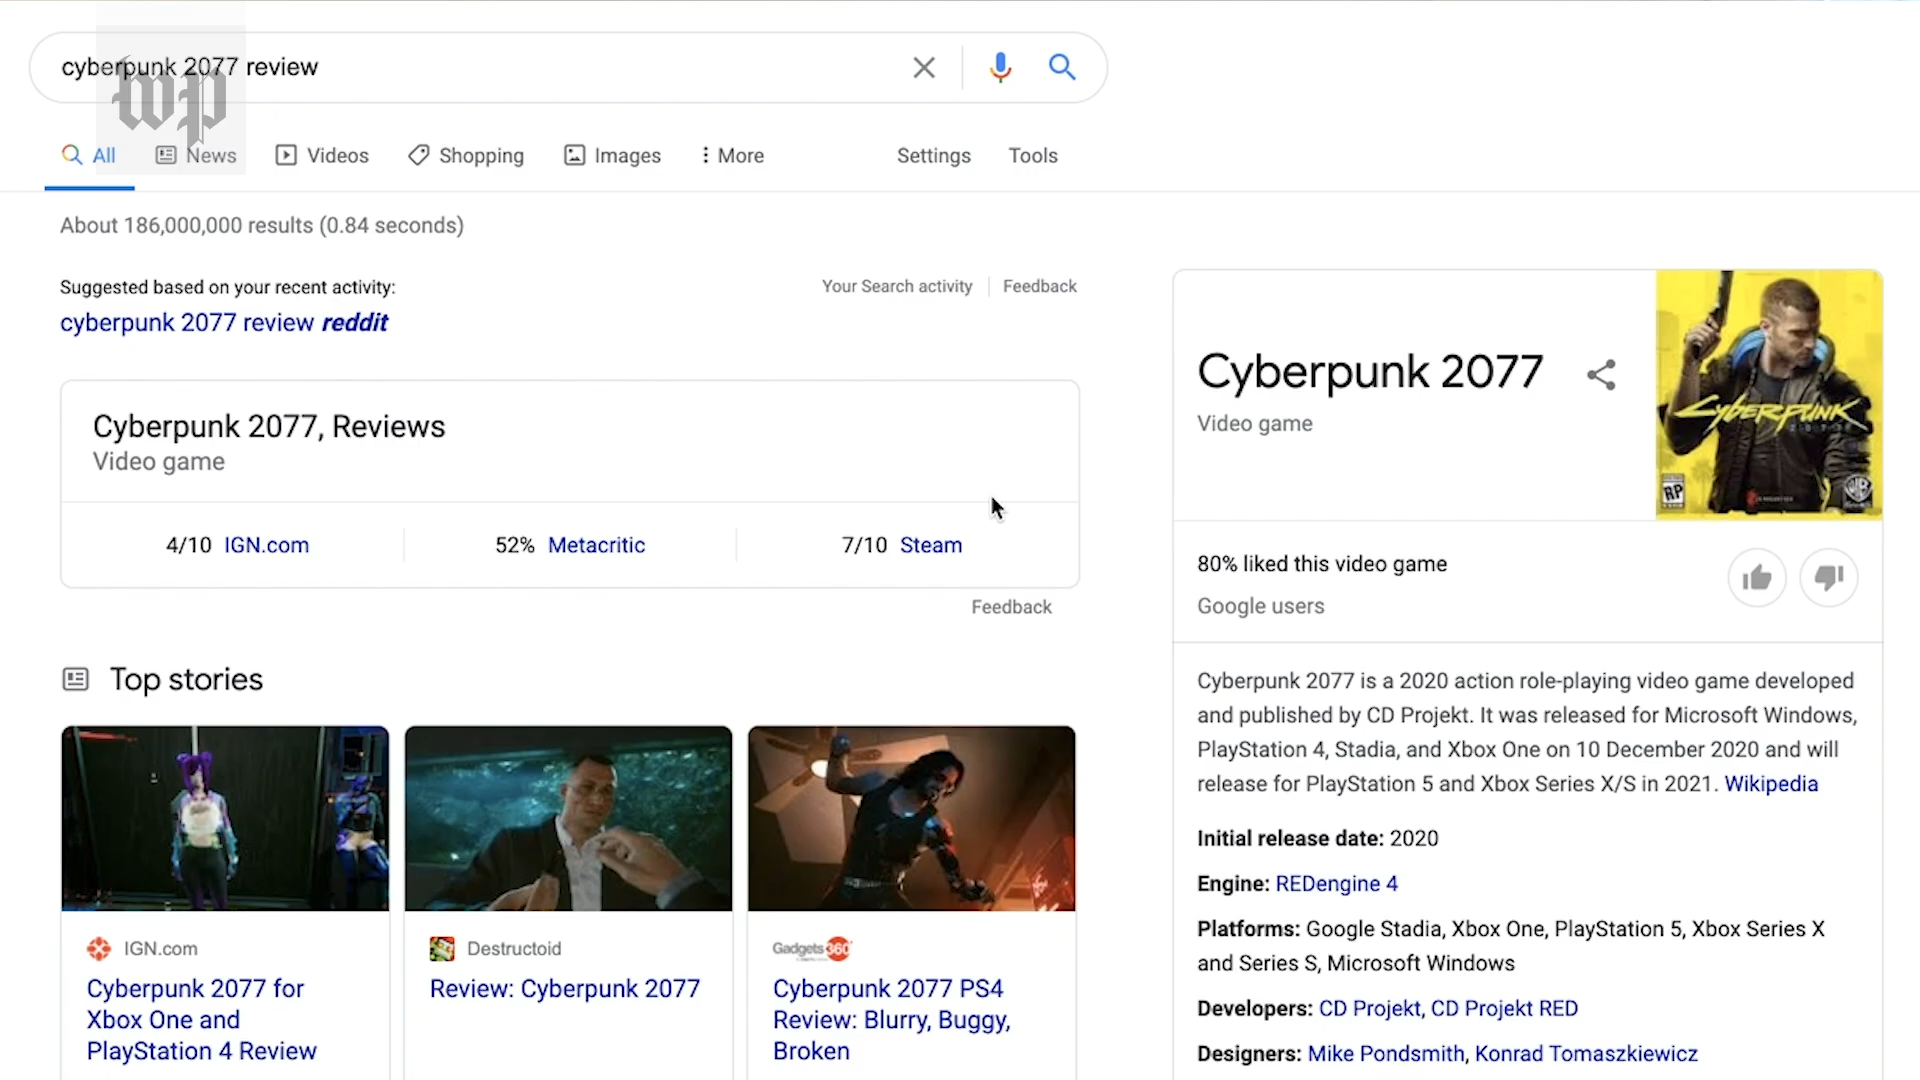 cyberpunk 2077 review
wp
All
News
Videos
Shopping
Images
More
Settings
Tools
About 186,000,000 results (0.84 seconds)
Suggested based on your recent activity:
Your Search activity
Feedback
cyberpunk 2077 review reddit
Cyberpunk 2077, Reviews
Video game
4/10 IGN.com
52% Metacritic
7/10 Steam
Feedback
Top stories
IGN.com
Cyberpunk 2077 for
Xbox One and
PlayStation 4 Review
Destructoid
Review: Cyberpunk 2077
Gadgets 360
Cyberpunk 2077 PS4
Review: Blurry, Buggy,
Broken
Cyberpunk 2077
Video game
CYBERPUNK
2077
RP
80% liked this video game
Google users
Cyberpunk 2077 is a 2020 action role-playing video game developed
and published by CD Projekt. It was released for Microsoft Windows,
PlayStation 4, Stadia, and Xbox One on 10 December 2020 and will
release for PlayStation 5 and Xbox Series X/S in 2021. Wikipedia
Initial release date: 2020
Engine: REDengine 4
Platforms: Google Stadia, Xbox One, PlayStation 5, Xbox Series X
and Series S, Microsoft Windows
Developers: CD Projekt, CD Projekt RED
Designers: Mike Pondsmith, Konrad Tomaszkiewicz